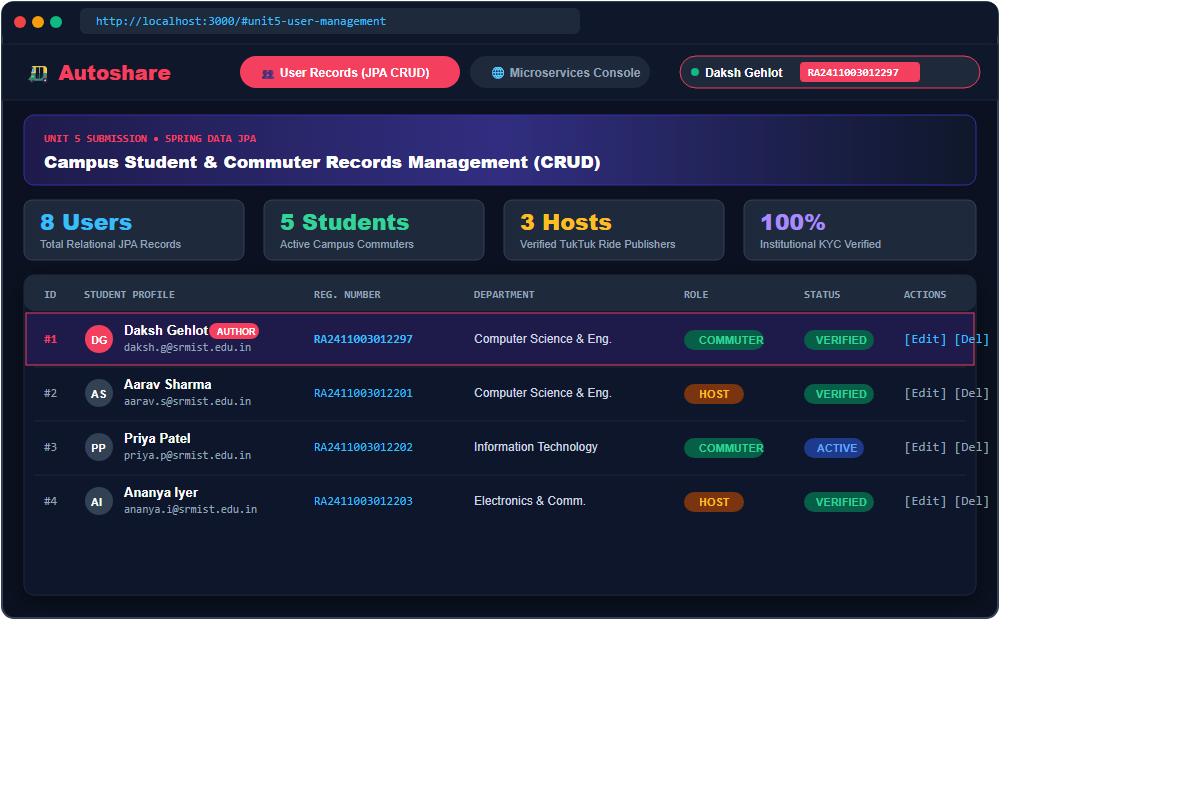 http://localhost:3000/#unit5-user-management
Autoshare
User Records (JPA CRUD)
Microservices Console
Daksh Gehlot
RA2411003012297
UNIT 5 SUBMISSION • SPRING DATA JPA
Campus Student & Commuter Records Management (CRUD)
8 Users
Total Relational JPA Records
5 Students
Active Campus Commuters
3 Hosts
Verified TukTuk Ride Publishers
100%
Institutional KYC Verified
ID STUDENT PROFILE REG. NUMBER DEPARTMENT ROLE STATUS ACTIONS
#1 DG Daksh Gehlot AUTHOR RA2411003012297 Computer Science & Eng. COMMUTER VERIFIED [Edit] [Del]
daksh.g@srmist.edu.in
#2 AS Aarav Sharma RA2411003012201 Computer Science & Eng. HOST VERIFIED [Edit] [Del]
aarav.s@srmist.edu.in
#3 PP Priya Patel RA2411003012202 Information Technology COMMUTER ACTIVE [Edit] [Del]
priya.p@srmist.edu.in
#4 AI Ananya Iyer RA2411003012203 Electronics & Comm. HOST VERIFIED [Edit] [Del]
ananya.i@srmist.edu.in